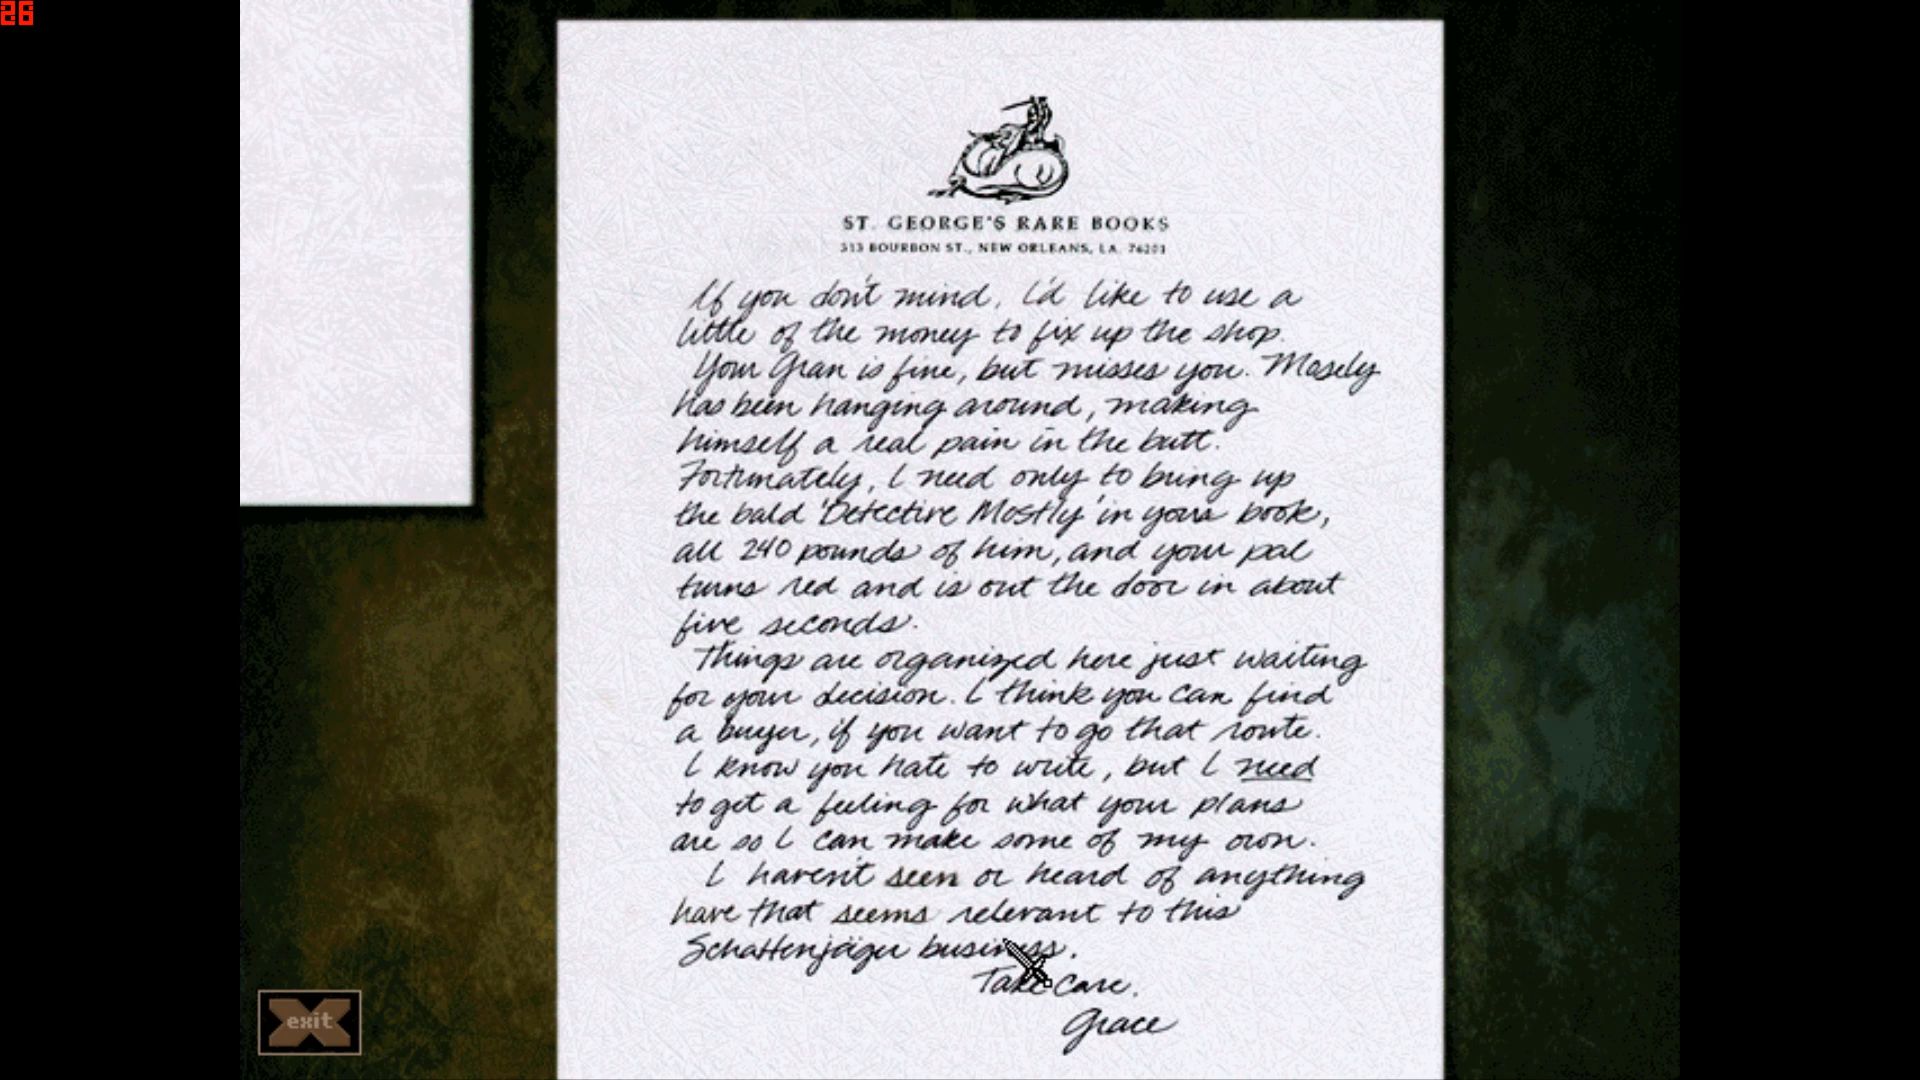 26
ST. GEORGE'S RARE BOOKS
313 BOURBON ST., NEW ORLEANS, LA. 76201
If you don't mind, I'd like to use a
little of the money to fix up the shop.
Your Gran is fine, but misses you. Mosely
has been hanging around, making
himself a real pain in the butt.
Fortunately, I need only to bring up
the bald 'Detective Mostly' in your book,
all 240 pounds of him, and your pal
turns red and is out the door in about
five seconds.
Things are organized here just waiting
for your decision. I think you can find
a buyer, if you want to go that route.
I know you hate to write, but I need
to get a feeling for what your plans
are so I can make some of my own.
I haven't seen or heard of anything
have that seems relevant to this
Schattenjäger business.
Take Care.
Grace
exit